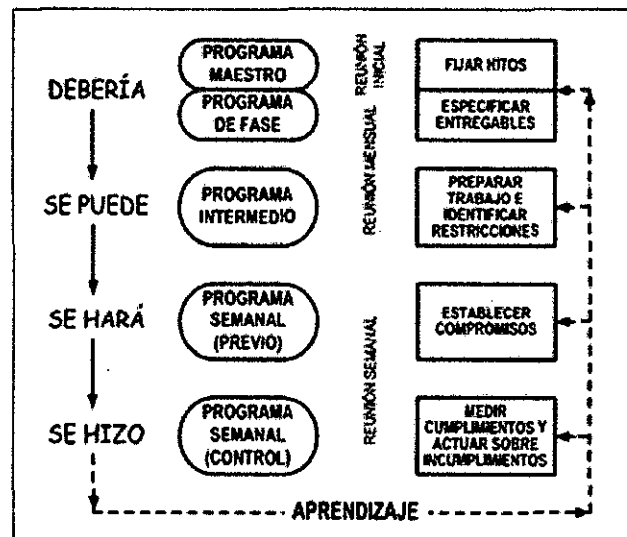 DEBERÍA
PROGRAMA
MAESTRO
PROGRAMA
DE FASE
REUNIÓN
INICIAL
FIJAR HITOS
ESPECIFICAR
ENTREGABLES
SE PUEDE
PROGRAMA
INTERMEDIO
REUNIÓN MENSUAL
PREPARAR
TRABAJO E
IDENTIFICAR
RESTRICCIONES
SE HARÁ
PROGRAMA
SEMANAL
(PREVIO)
ESTABLECER
COMPROMISOS
REUNIÓN SEMANAL
SE HIZO
PROGRAMA
SEMANAL
(CONTROL)
MEDIR
CUMPLIMIENTOS Y
ACTUAR SOBRE
INCUMPLIMIENTOS
APRENDIZAJE